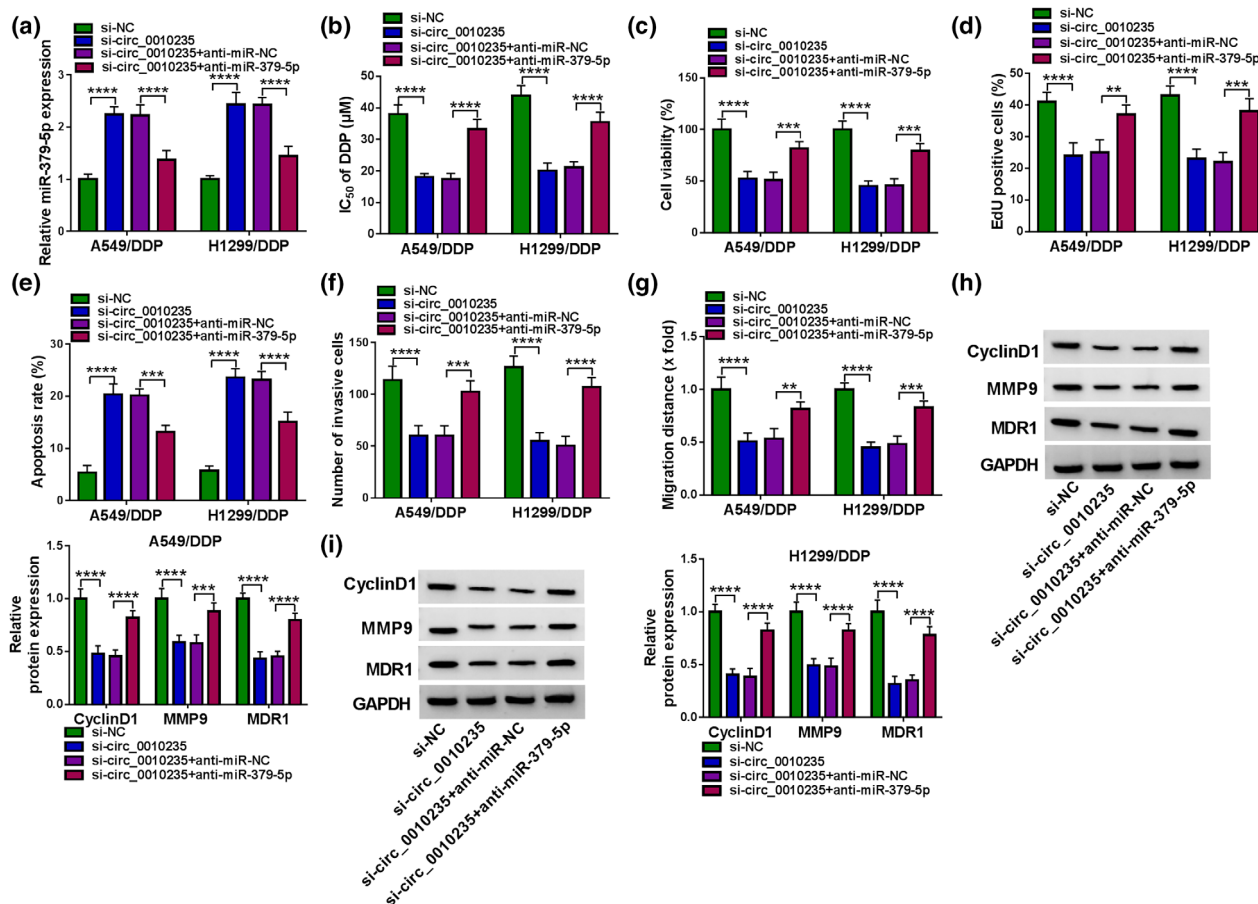 (a)
si-NC
si-circ_0010235
si-circ_0010235+anti-miR-NC
si-circ_0010235+anti-miR-379-5p
Relative miR-379-5p expression
3
2
1
0
**** **** **** ****
A549/DDP H1299/DDP
(b)
si-NC
si-circ_0010235
si-circ_0010235+anti-miR-NC
si-circ_0010235+anti-miR-379-5p
IC50 of DDP (µM)
50
40
30
20
10
0
**** **** **** ****
A549/DDP H1299/DDP
(c)
si-NC
si-circ_0010235
si-circ_0010235+anti-miR-NC
si-circ_0010235+anti-miR-379-5p
Cell viability (%)
150
100
50
0
**** *** **** ***
A549/DDP H1299/DDP
(d)
si-NC
si-circ_0010235
si-circ_0010235+anti-miR-NC
si-circ_0010235+anti-miR-379-5p
EdU positive cells (%)
50
40
30
20
10
0
**** ** **** ***
A549/DDP H1299/DDP
(e)
si-NC
si-circ_0010235
si-circ_0010235+anti-miR-NC
si-circ_0010235+anti-miR-379-5p
Apoptosis rate (%)
30
20
10
0
**** *** **** ****
A549/DDP H1299/DDP
(f)
si-NC
si-circ_0010235
si-circ_0010235+anti-miR-NC
si-circ_0010235+anti-miR-379-5p
Number of invasive cells
150
100
50
0
**** *** **** ****
A549/DDP H1299/DDP
(g)
si-NC
si-circ_0010235
si-circ_0010235+anti-miR-NC
si-circ_0010235+anti-miR-379-5p
Migration distance (x fold)
1.5
1.0
0.5
0.0
**** ** **** ***
A549/DDP H1299/DDP
(h)
CyclinD1
MMP9
MDR1
GAPDH
si-NC
si-circ_0010235
si-circ_0010235+anti-miR-NC
si-circ_0010235+anti-miR-379-5p
A549/DDP
Relative
protein expression
1.5
1.0
0.5
0.0
**** **** **** *** **** ****
CyclinD1 MMP9 MDR1
si-NC
si-circ_0010235
si-circ_0010235+anti-miR-NC
si-circ_0010235+anti-miR-379-5p
(i)
CyclinD1
MMP9
MDR1
GAPDH
si-NC
si-circ_0010235
si-circ_0010235+anti-miR-NC
si-circ_0010235+anti-miR-379-5p
H1299/DDP
Relative
protein expression
1.5
1.0
0.5
0.0
**** **** **** **** **** ****
CyclinD1 MMP9 MDR1
si-NC
si-circ_0010235
si-circ_0010235+anti-miR-NC
si-circ_0010235+anti-miR-379-5p